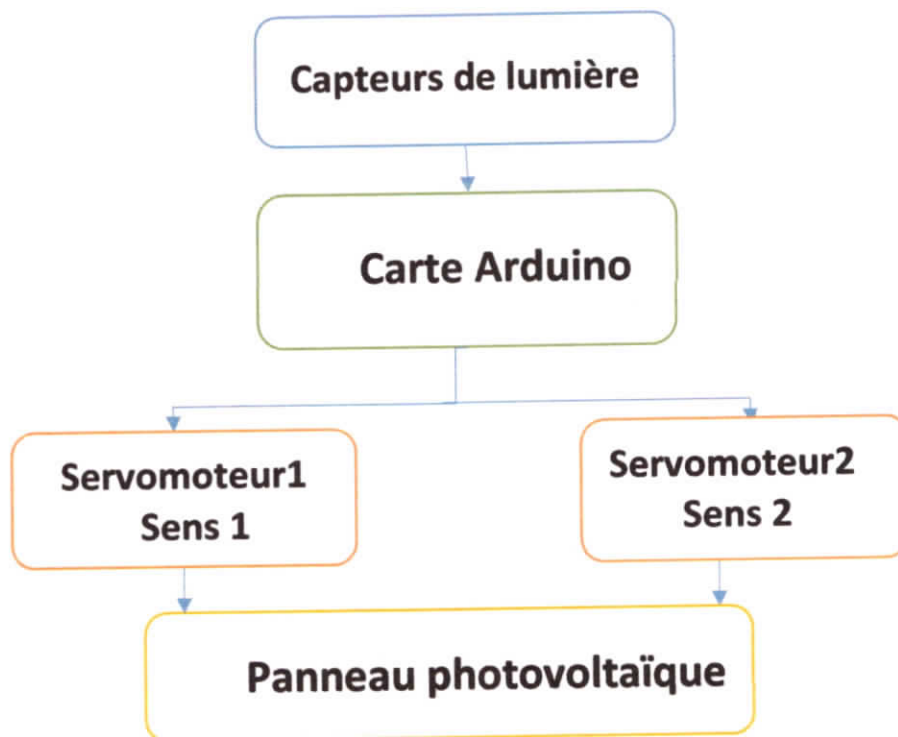 Capteurs de lumière
Carte Arduino
Servomoteur1
Sens 1
Servomoteur2
Sens 2
Panneau photovoltaïque